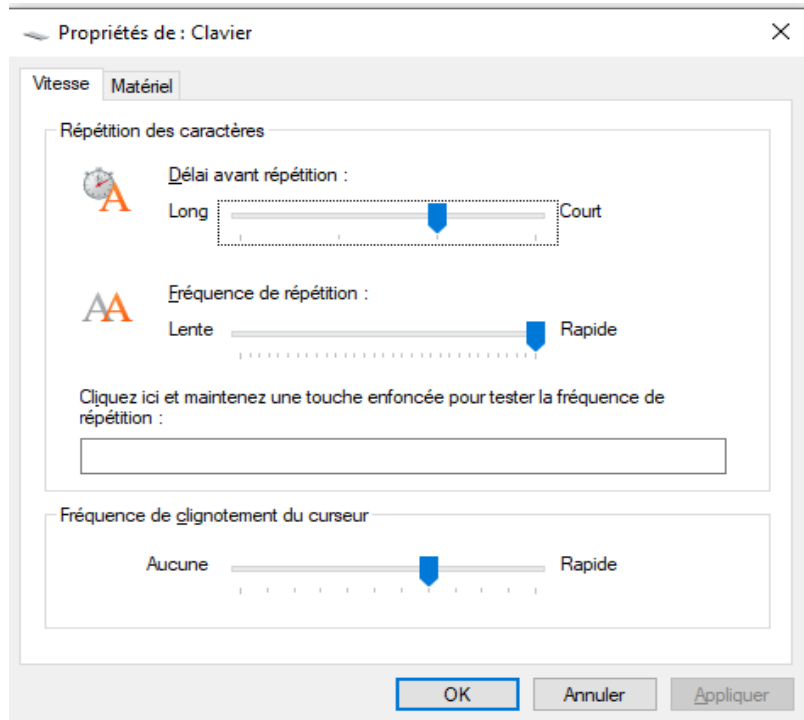 Propriétés de : Clavier
Vitesse Matériel
Répétition des caractères
A
Délai avant répétition :
Long Court
AA
Fréquence de répétition :
Lente Rapide
Cliquez ici et maintenez une touche enfoncée pour tester la fréquence de
répétition :
Fréquence de clignotement du curseur
Aucune Rapide
OK Annuler Appliquer